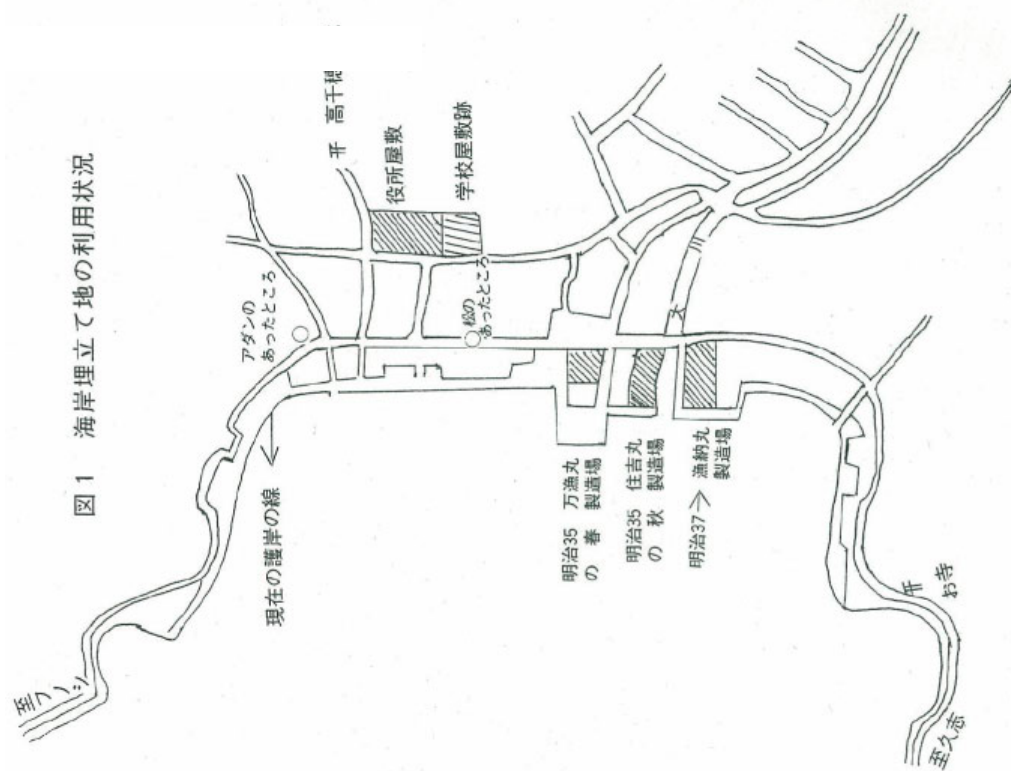 図1 海岸埋立て地の利用状況
高千穂
役所屋敷
学校屋敷跡
アダンの
あったところ
松の
あったところ
現在の護岸の線
明治35 万漁丸
の春 製造場
明治35 住吉丸
の秋 製造場
明治37 漁納丸
製造場
お寺
至久志